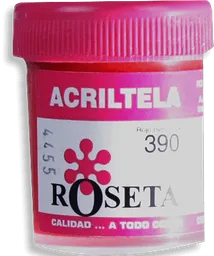 ACRILTELA
390
4455
ROSETA
CALIDAD ... A TODO